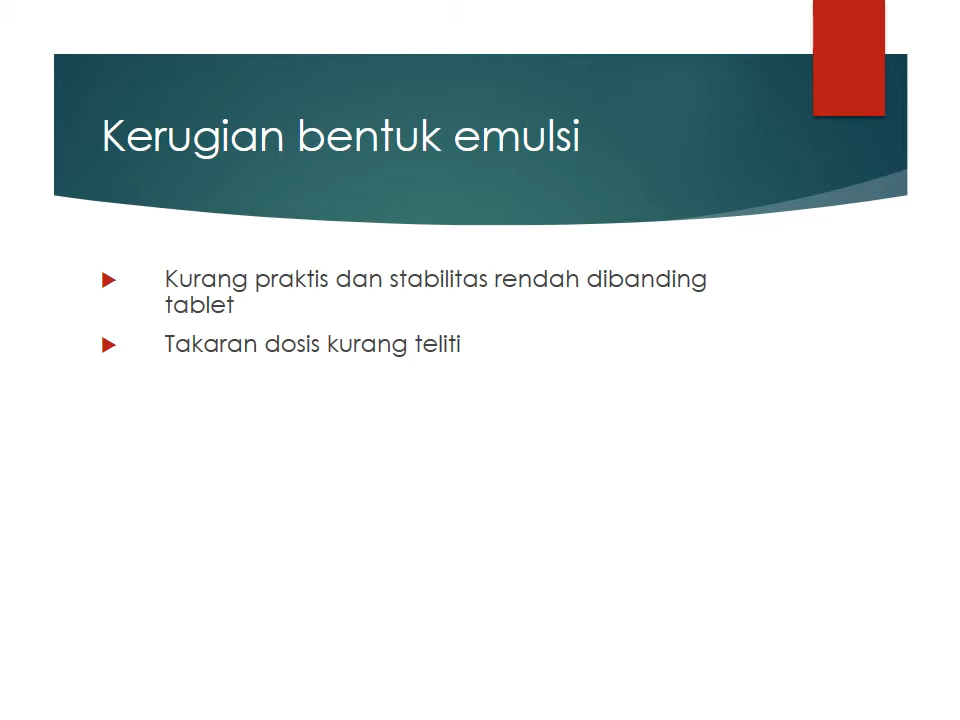 Kerugian bentuk emulsi
Kurang praktis dan stabilitas rendah dibanding
tablet
Takaran dosis kurang teliti